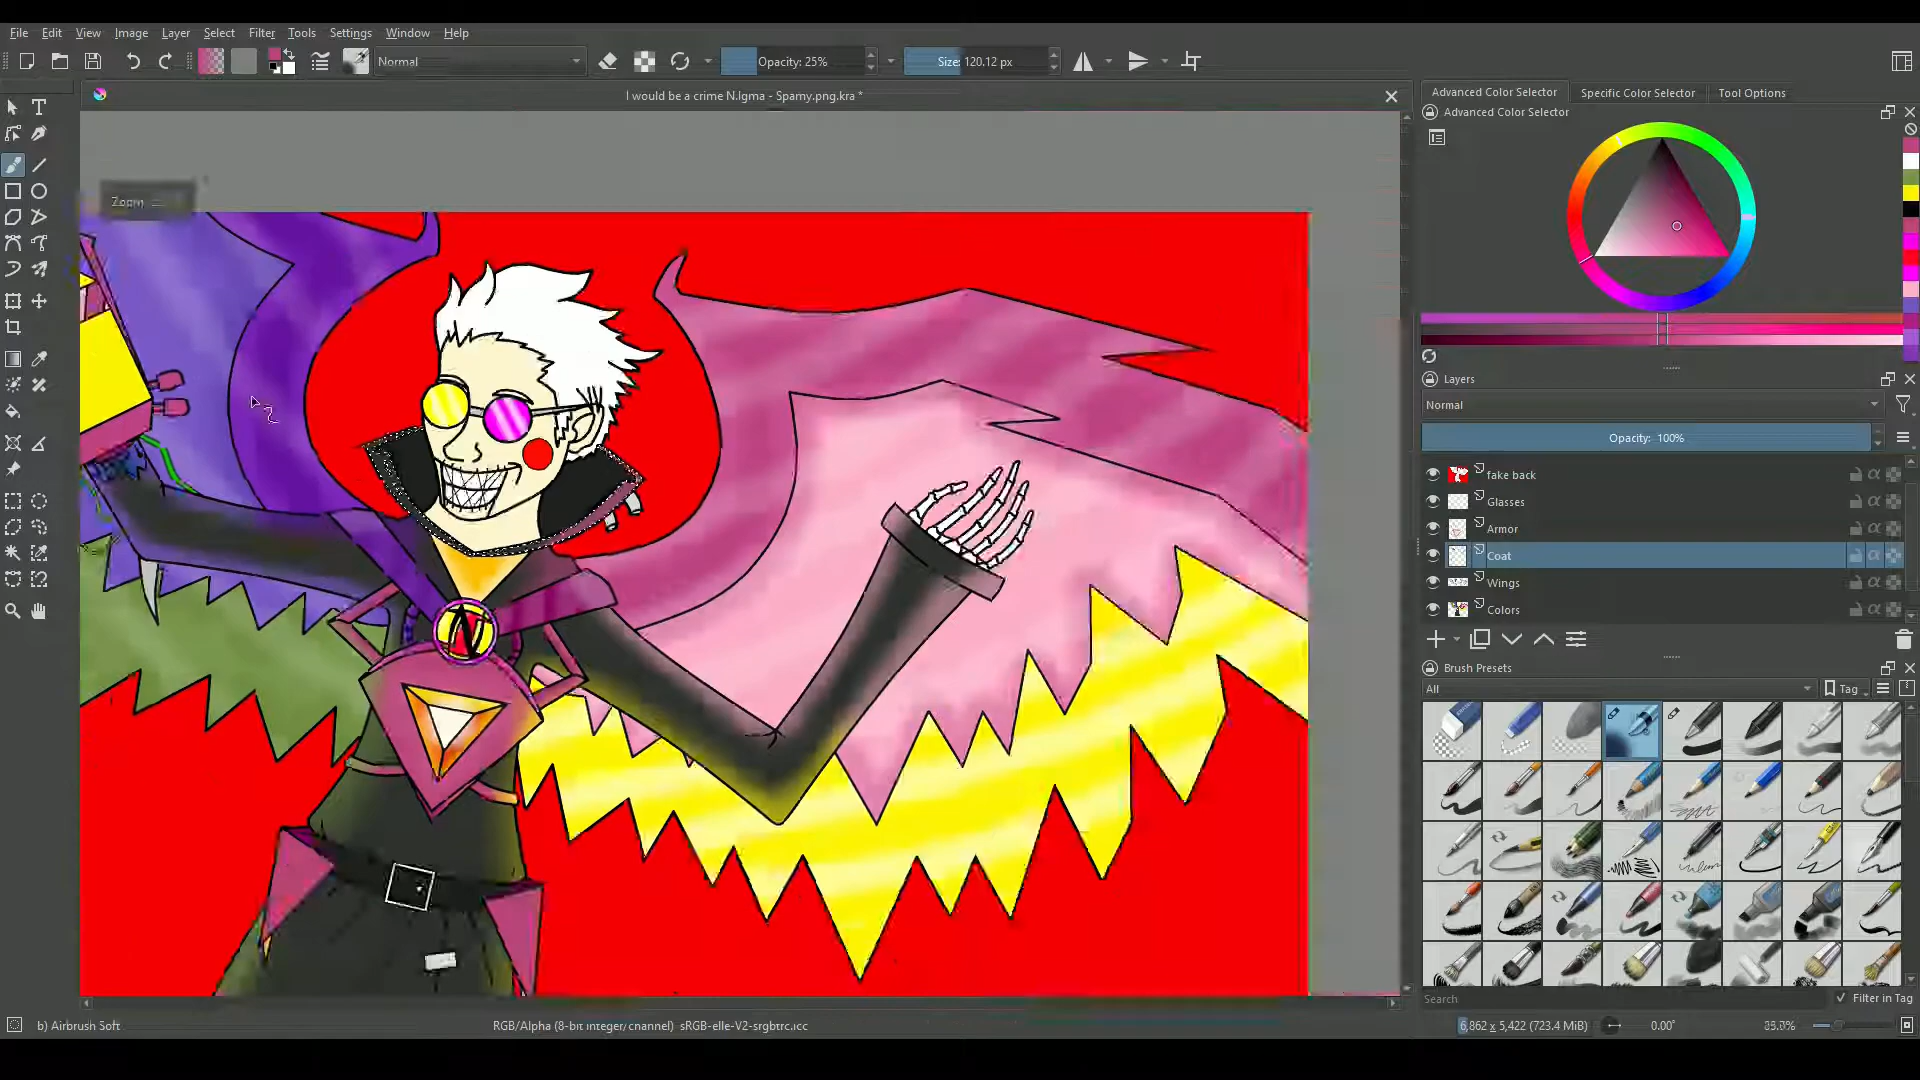 File Edit View Image Layer Select Filter Tools Settings Window Help
Normal
Opacity: 25%
Size: 120.12 px
I would be a crime N.Igma - Spamy.png.kra *
Advanced Color Selector Specific Color Selector Tool Options
Advanced Color Selector
Zoom
Layers
Normal
Opacity: 100%
fake back
Glasses
Armor
Coat
Wings
Colors
Brush Presets
All
Tag
Search
Filter in Tag
b) Airbrush Soft
RGB/Alpha (8-bit integer/channel) sRGB-elle-V2-srgbtrc.icc
6,862 x 5,422 (723.4 MiB)
0.00°